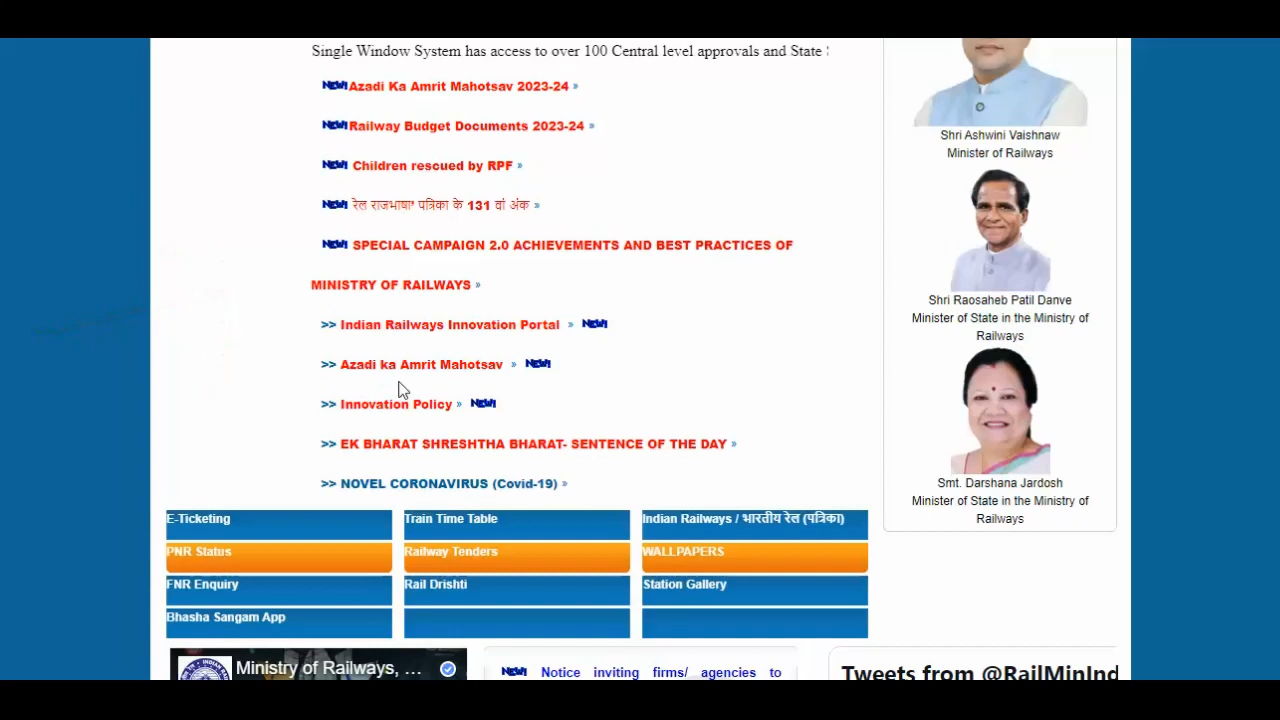 Single Window System has access to over 100 Central level approvals and State
NEW! Azadi Ka Amrit Mahotsav 2023-24 »
NEW! Railway Budget Documents 2023-24 »
NEW! Children rescued by RPF »
NEW! रेल राजभाषा' पत्रिका के 131 वां अंक »
NEW! SPECIAL CAMPAIGN 2.0 ACHIEVEMENTS AND BEST PRACTICES OF
MINISTRY OF RAILWAYS »
>> Indian Railways Innovation Portal » NEW!
>> Azadi ka Amrit Mahotsav » NEW!
>> Innovation Policy » NEW!
>> EK BHARAT SHRESHTHA BHARAT- SENTENCE OF THE DAY »
>> NOVEL CORONAVIRUS (Covid-19) »
Shri Ashwini Vaishnaw
Minister of Railways
Shri Raosaheb Patil Danve
Minister of State in the Ministry of
Railways
Smt. Darshana Jardosh
Minister of State in the Ministry of
Railways
E-Ticketing Train Time Table Indian Railways / भारतीय रेल (पत्रिका)
PNR Status Railway Tenders WALLPAPERS
FNR Enquiry Rail Drishti Station Gallery
Bhasha Sangam App
Ministry of Railways, ...
NEW! Notice inviting firms/ agencies to
Tweets from @RailMinInd